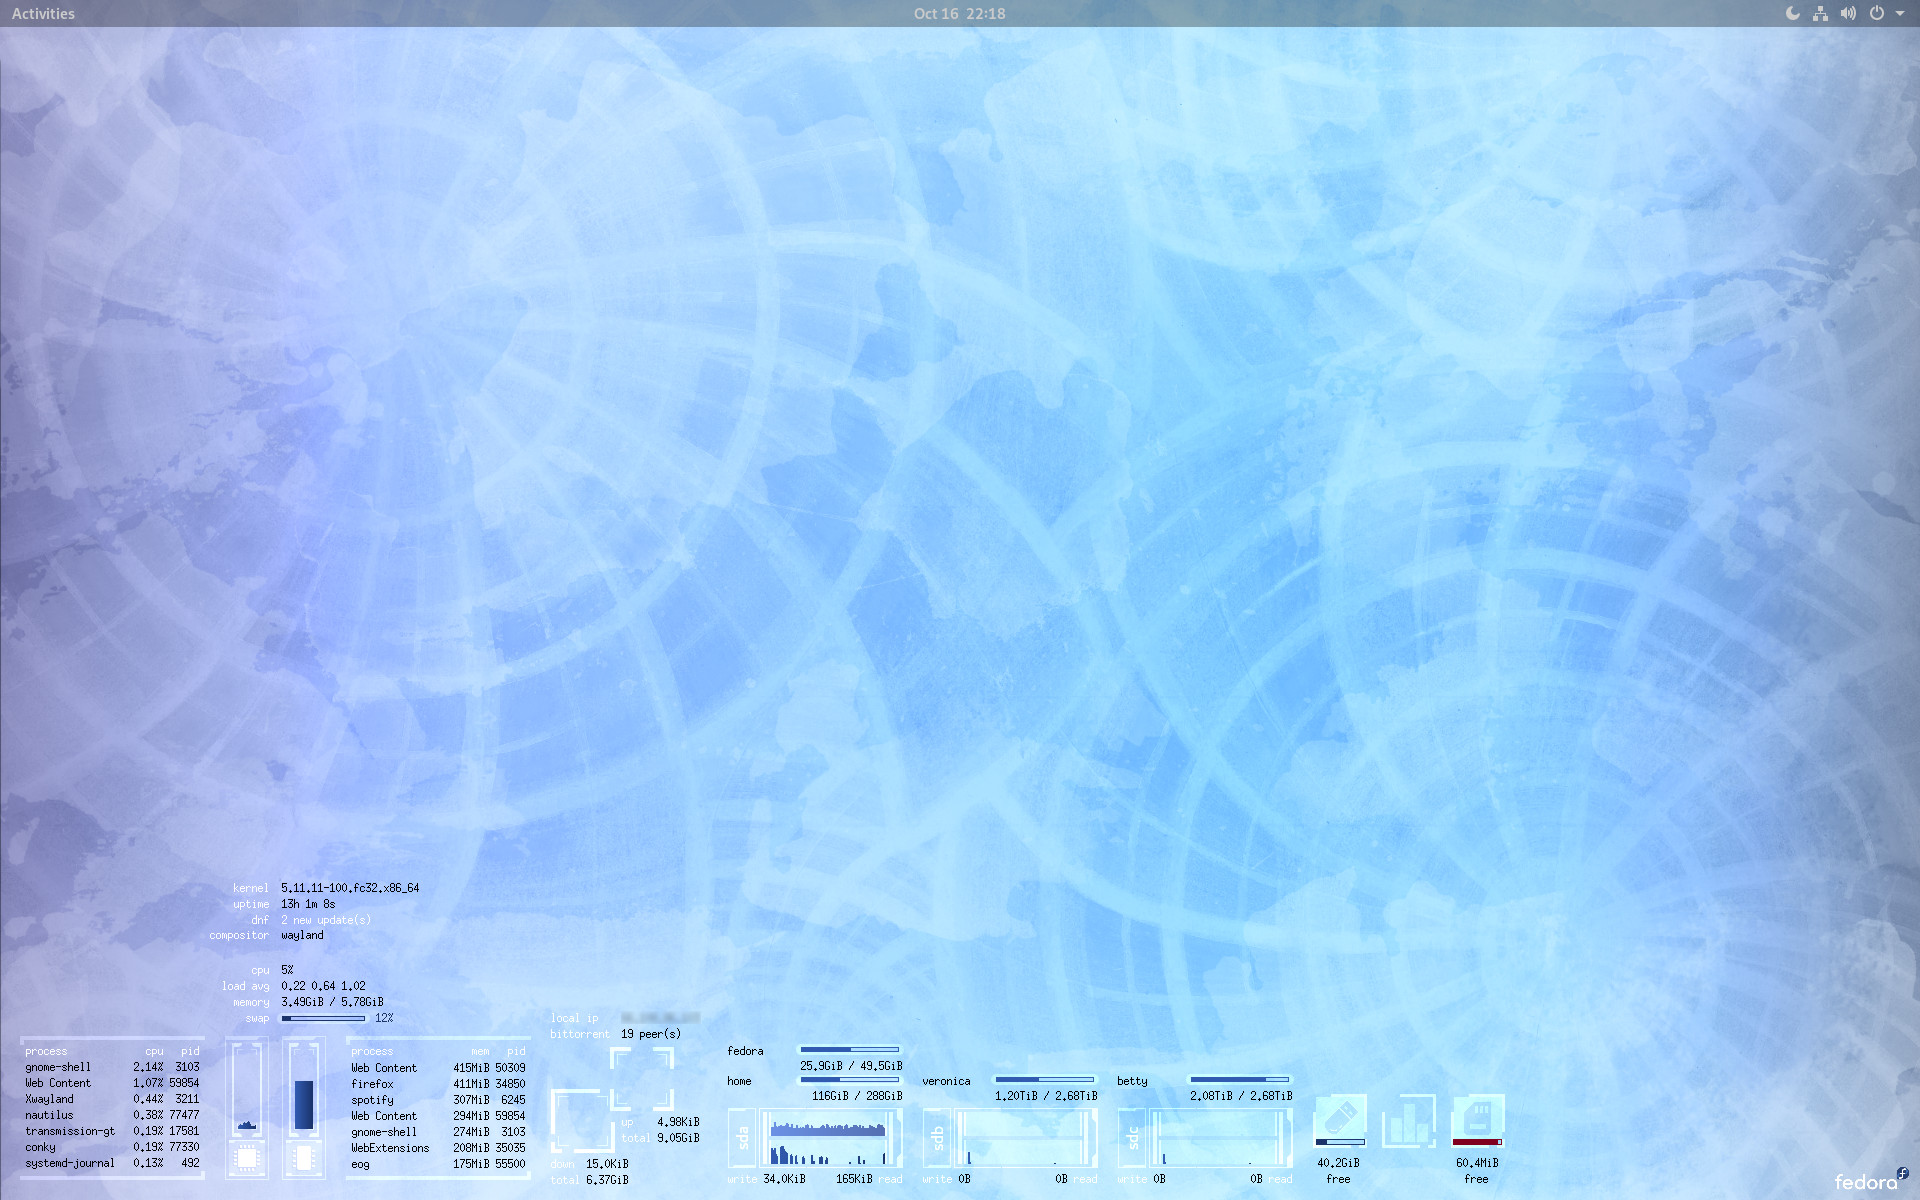 Activities
Oct 16 22:18
kernel 5.11.11-100.fc32.x86_64
uptime 13h 1m 8s
dnf 2 new update(s)
compositor wayland
cpu 5%
load avg 0.22 0.64 1.02
memory 3.49GiB / 5.78GiB
swap 12%
process cpu pid
gnome-shell 2.14% 3103
Web Content 1.07% 59854
Xwayland 0.44% 3211
nautilus 0.38% 77477
transmission-gt 0.19% 17581
conky 0.19% 77330
systemd-journal 0.13% 492
process mem pid
Web Content 415MiB 50309
firefox 411MiB 34850
spotify 307MiB 6245
Web Content 294MiB 59854
gnome-shell 274MiB 3103
WebExtensions 208MiB 35035
eog 175MiB 55500
local ip
bittorrent 19 peer(s)
up 4.98KiB
total 9.05GiB
down 15.0KiB
total 6.37GiB
fedora
25.9GiB / 49.5GiB
home
116GiB / 288GiB
sda
write 34.0KiB 165KiB read
veronica
1.20TiB / 2.68TiB
sdb
write 0B 0B read
betty
2.08TiB / 2.68TiB
sdc
write 0B 0B read
40.2GiB
free
60.4MiB
free
fedora